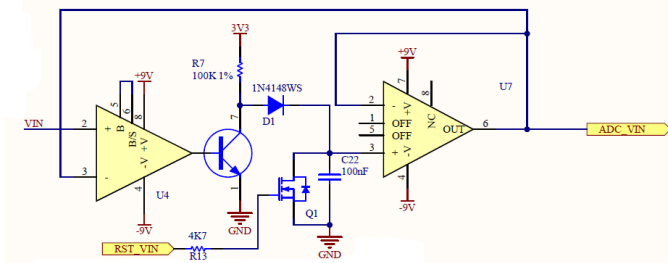 3V3
R7
100K 1%
+9V
1N4148WS
D1
+9V
U7
VIN
5
6
8
B
B/S
+V
2
+
3
-
-V
4
U4
-9V
7
1
GND
7
8
2
-
+V
NC
1
OFF
5
OFF
OUT
6
3
+
-V
4
-9V
ADC_VIN
C22
100nF
Q1
GND
RST_VIN
4K7
R13